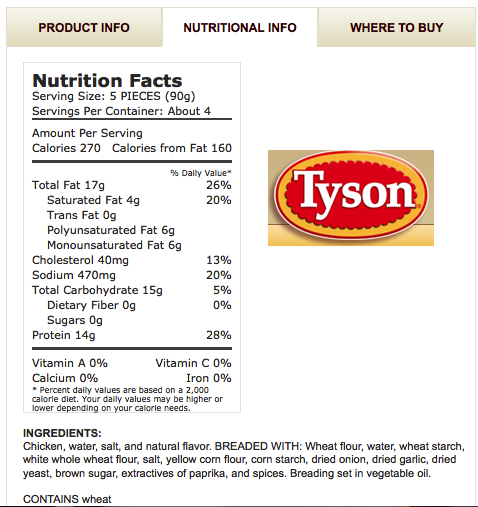 PRODUCT INFO NUTRITIONAL INFO WHERE TO BUY
Nutrition Facts
Serving Size: 5 PIECES (90g)
Servings Per Container: About 4
Amount Per Serving
Calories 270 Calories from Fat 160
% Daily Value*
Total Fat 17g 26%
Saturated Fat 4g 20%
Trans Fat 0g
Polyunsaturated Fat 6g
Monounsaturated Fat 6g
Cholesterol 40mg 13%
Sodium 470mg 20%
Total Carbohydrate 15g 5%
Dietary Fiber 0g 0%
Sugars 0g
Protein 14g 28%
Vitamin A 0% Vitamin C 0%
Calcium 0% Iron 0%
* Percent daily values are based on a 2,000
calorie diet. Your daily values may be higher or
lower depending on your calorie needs.
Tyson
INGREDIENTS:
Chicken, water, salt, and natural flavor. BREADED WITH: Wheat flour, water, wheat starch,
white whole wheat flour, salt, yellow corn flour, corn starch, dried onion, dried garlic, dried
yeast, brown sugar, extractives of paprika, and spices. Breading set in vegetable oil.
CONTAINS wheat